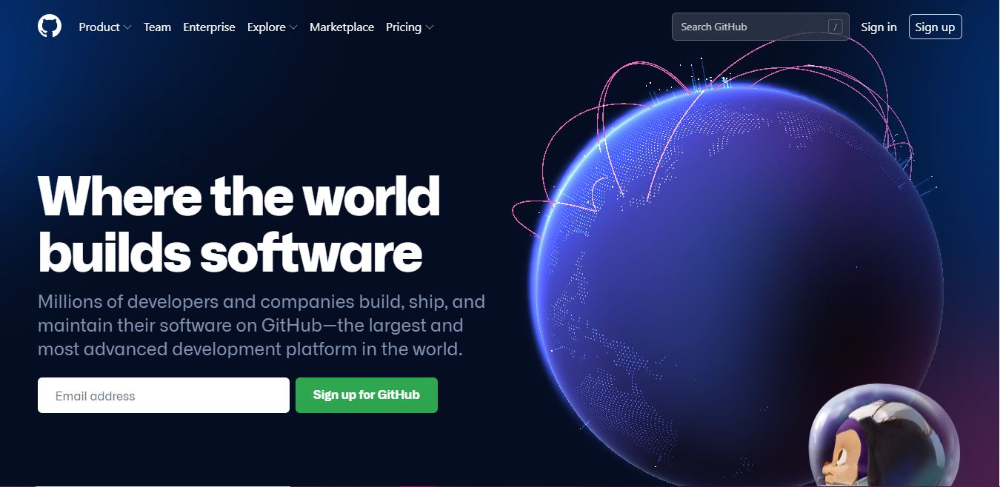 Product Team Enterprise Explore Marketplace Pricing Search GitHub / Sign in Sign up
Where the world
builds software
Millions of developers and companies build, ship, and
maintain their software on GitHub—the largest and
most advanced development platform in the world.
Email address Sign up for GitHub